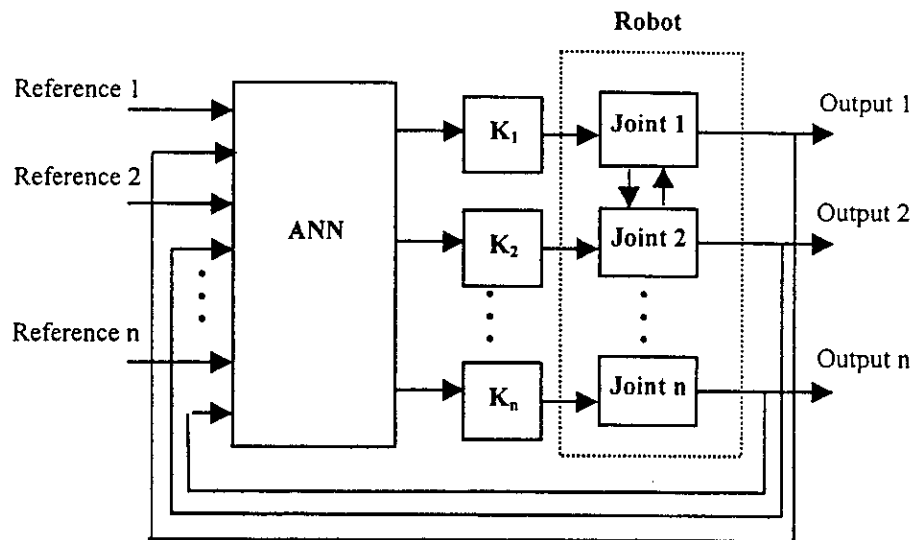 Robot
Reference 1
K1
Joint 1
Output 1
Reference 2
ANN
K2
Joint 2
Output 2
Reference n
Kn
Joint n
Output n